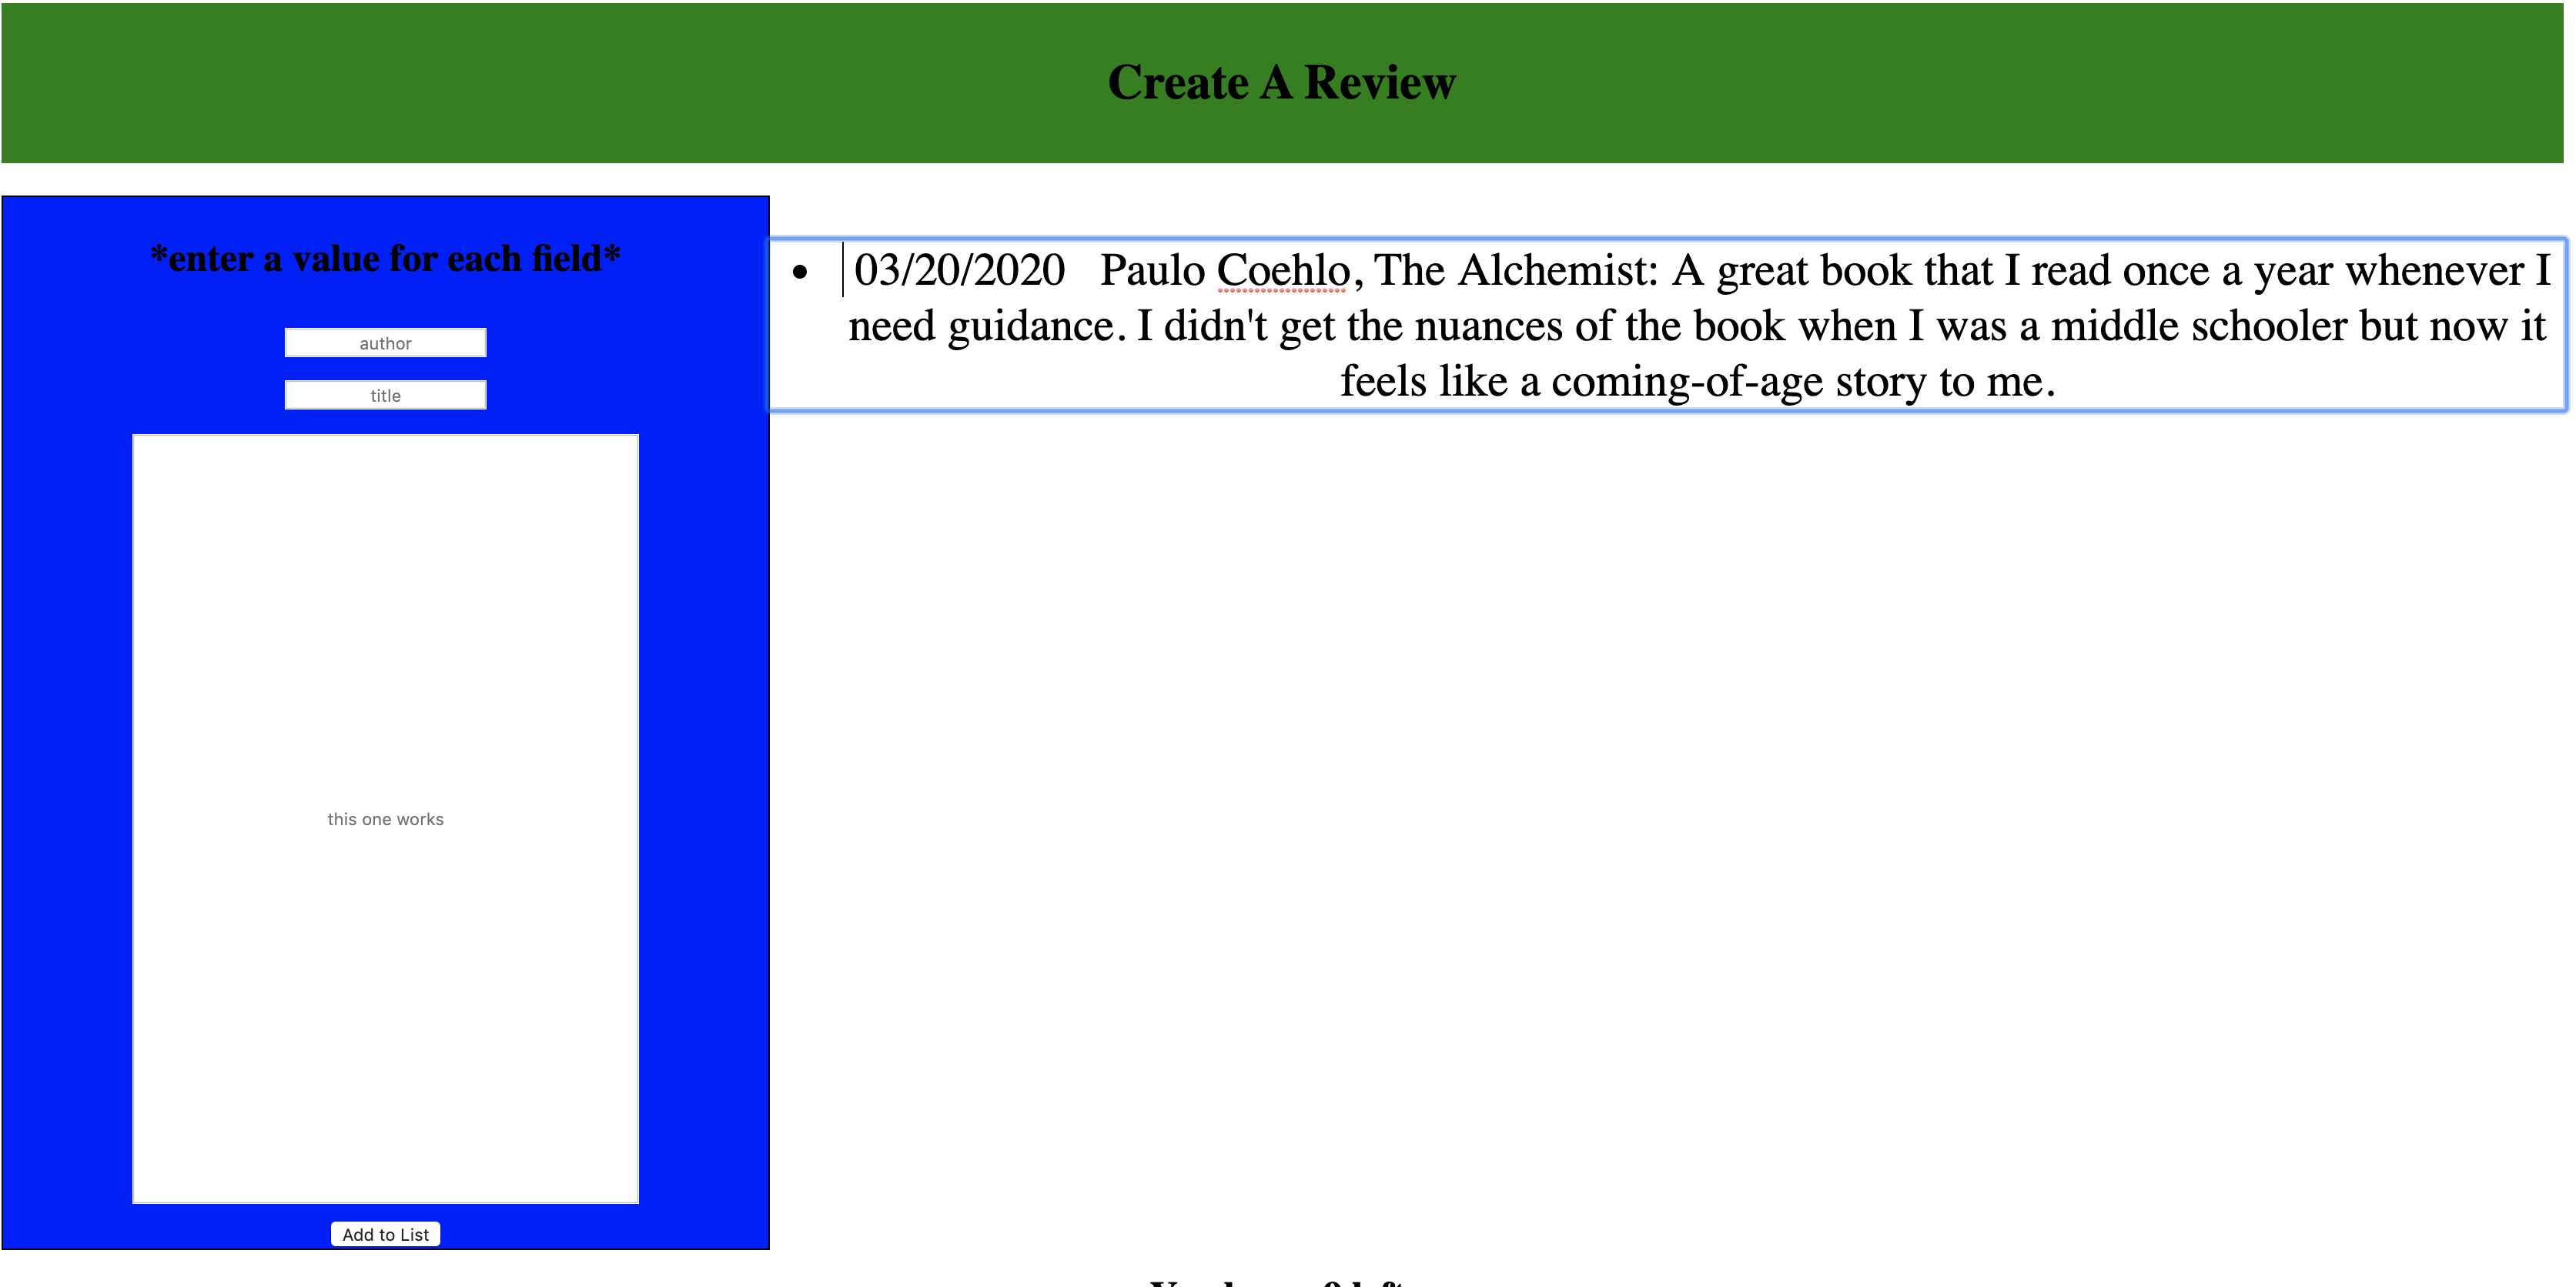 Create A Review
*enter a value for each field*
author
title
this one works
Add to List
• 03/20/2020 Paulo Coehlo, The Alchemist: A great book that I read once a year whenever I
need guidance. I didn't get the nuances of the book when I was a middle schooler but now it
feels like a coming-of-age story to me.